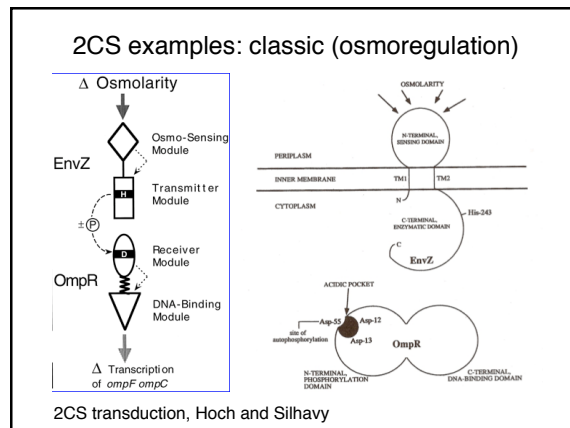 2CS examples: classic (osmoregulation)
Δ Osmolarity
EnvZ
Osmo-Sensing
Module
H
Transmitter
Module
± P
OmpR
D
Receiver
Module
DNA-Binding
Module
Δ Transcription
of ompF ompC
OSMOLARITY
N-TERMINAL,
SENSING DOMAIN
PERIPLASM
INNER MEMBRANE
TM1
TM2
CYTOPLASM
N
His-243
C-TERMINAL,
ENZYMATIC DOMAIN
C
EnvZ
ACIDIC POCKET
Asp-55
Asp-12
site of
autophosphorylation
Asp-13
OmpR
N-TERMINAL,
PHOSPHORYLATION
DOMAIN
C-TERMINAL,
DNA-BINDING DOMAIN
2CS transduction, Hoch and Silhavy